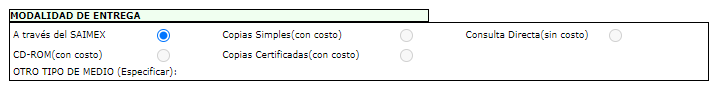 MODALIDAD DE ENTREGA
A través del SAIMEX Copias Simples(con costo) Consulta Directa(sin costo)
CD-ROM(con costo) Copias Certificadas(con costo)
OTRO TIPO DE MEDIO (Especificar):